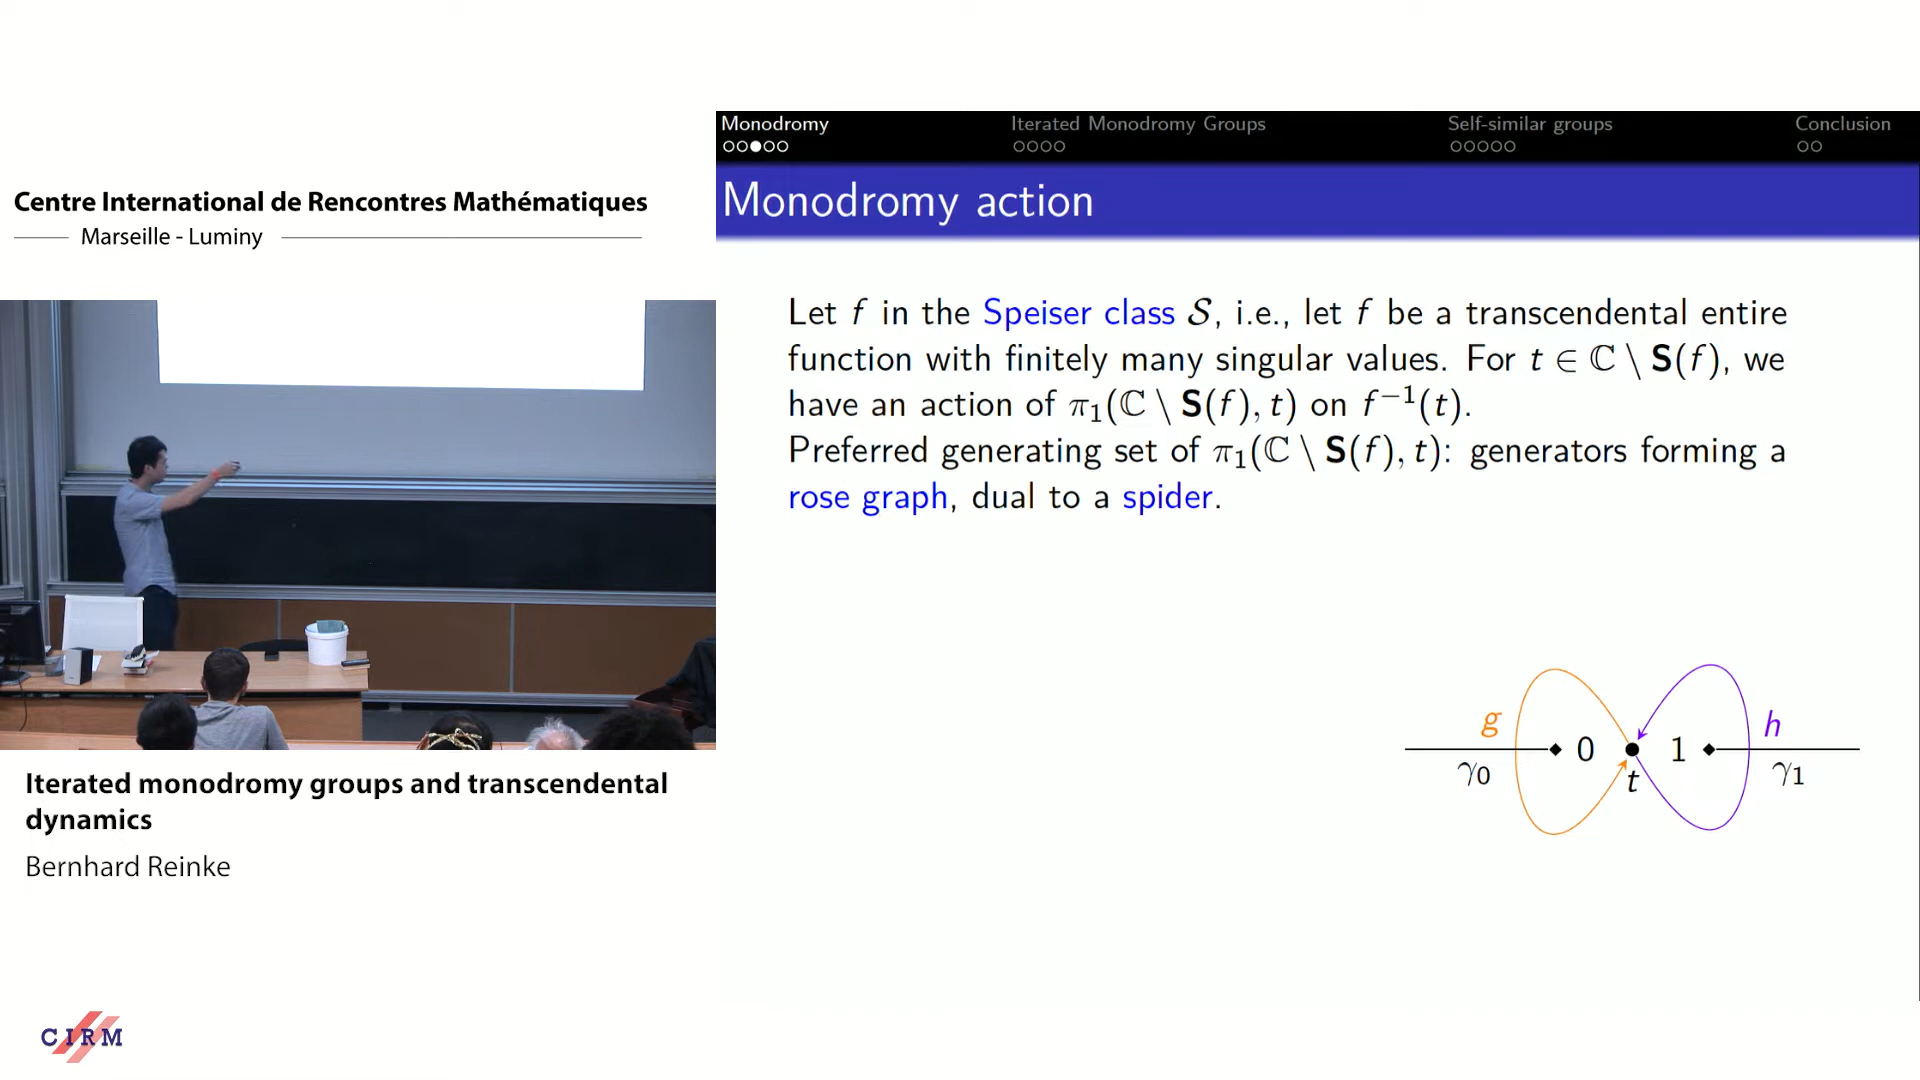 Centre International de Rencontres Mathématiques
Marseille - Luminy
Monodromy Iterated Monodromy Groups Self-similar groups Conclusion
Monodromy action
Let f in the Speiser class 𝒮, i.e., let f be a transcendental entire
function with finitely many singular values. For t ∈ ℂ \ S(f), we
have an action of π₁(ℂ \ S(f), t) on f⁻¹(t).
Preferred generating set of π₁(ℂ \ S(f), t): generators forming a
rose graph, dual to a spider.
g h
0 1
γ₀ t γ₁
Iterated monodromy groups and transcendental
dynamics
Bernhard Reinke
CIRM